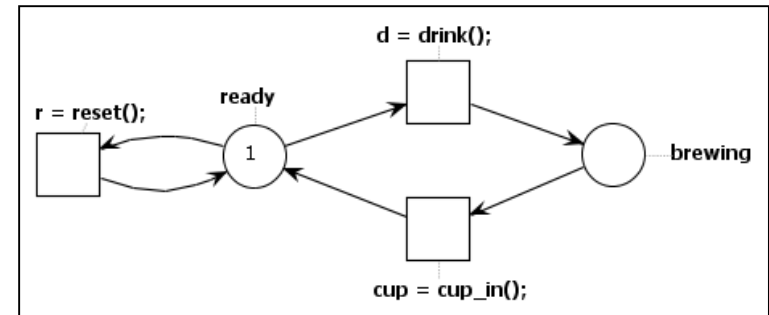 d = drink();
ready
r = reset();
1
brewing
cup = cup_in();